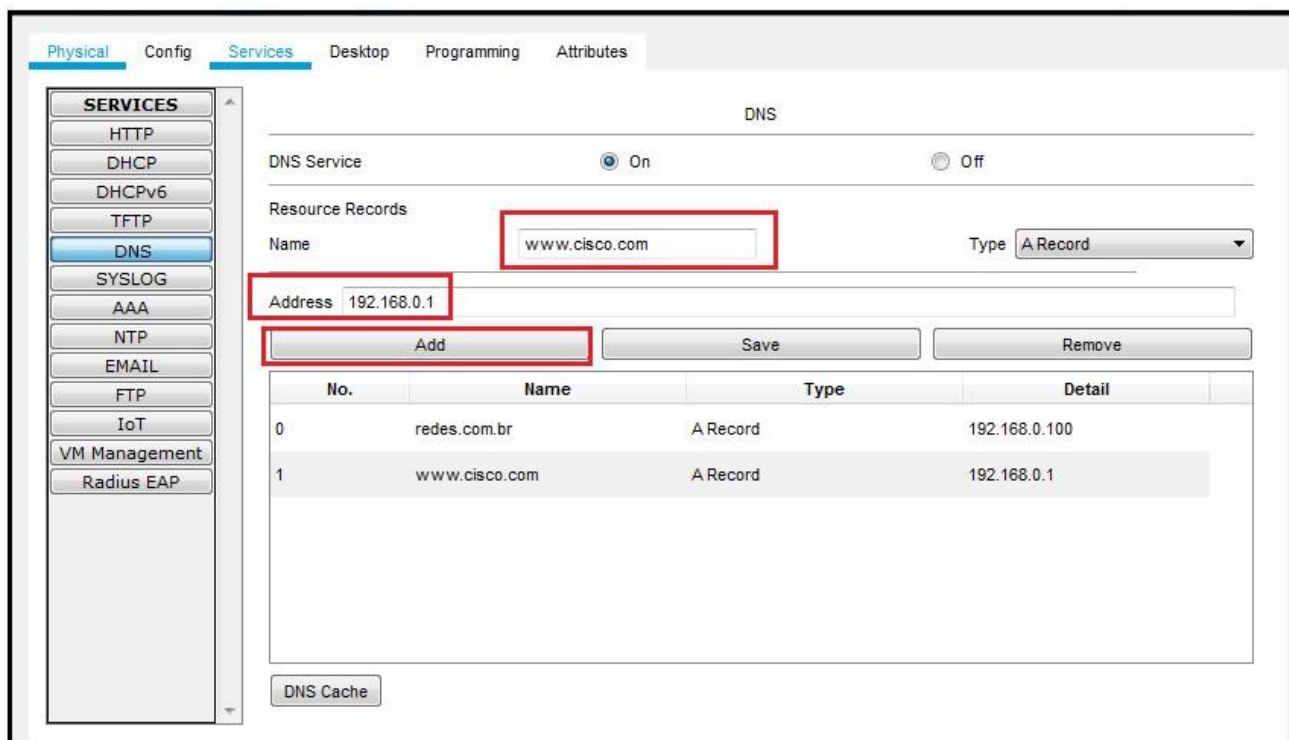 Physical Config Services Desktop Programming Attributes
SERVICES
HTTP
DHCP
DHCPv6
TFTP
DNS
SYSLOG
AAA
NTP
EMAIL
FTP
IoT
VM Management
Radius EAP
DNS
DNS Service On Off
Resource Records
Name www.cisco.com Type A Record
Address 192.168.0.1
Add Save Remove
No. Name Type Detail
0 redes.com.br A Record 192.168.0.100
1 www.cisco.com A Record 192.168.0.1
DNS Cache